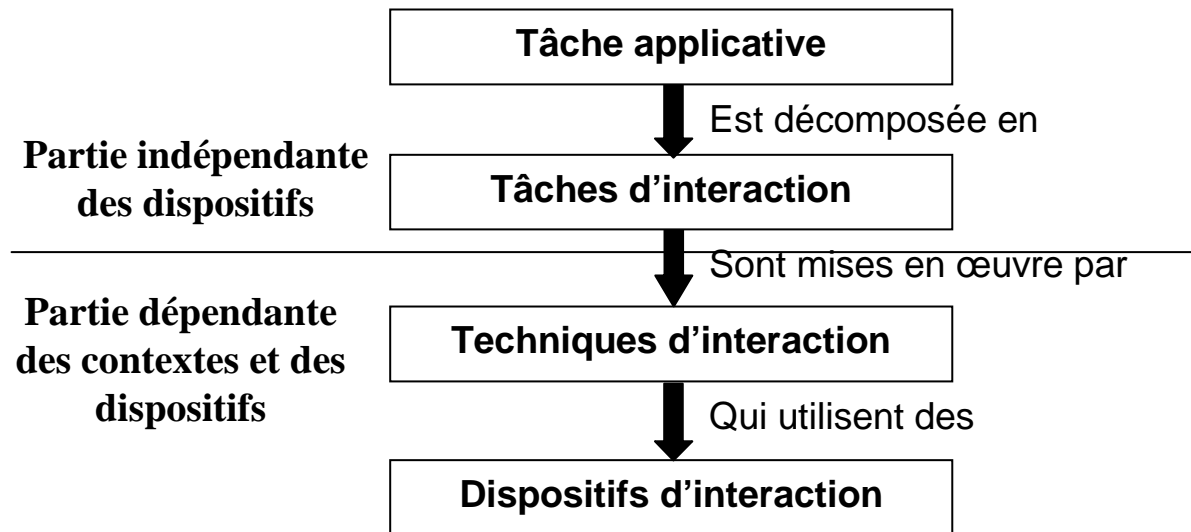 Tâche applicative
Est décomposée en
Partie indépendante
des dispositifs
Tâches d’interaction
Sont mises en œuvre par
Partie dépendante
des contextes et des
dispositifs
Techniques d’interaction
Qui utilisent des
Dispositifs d’interaction